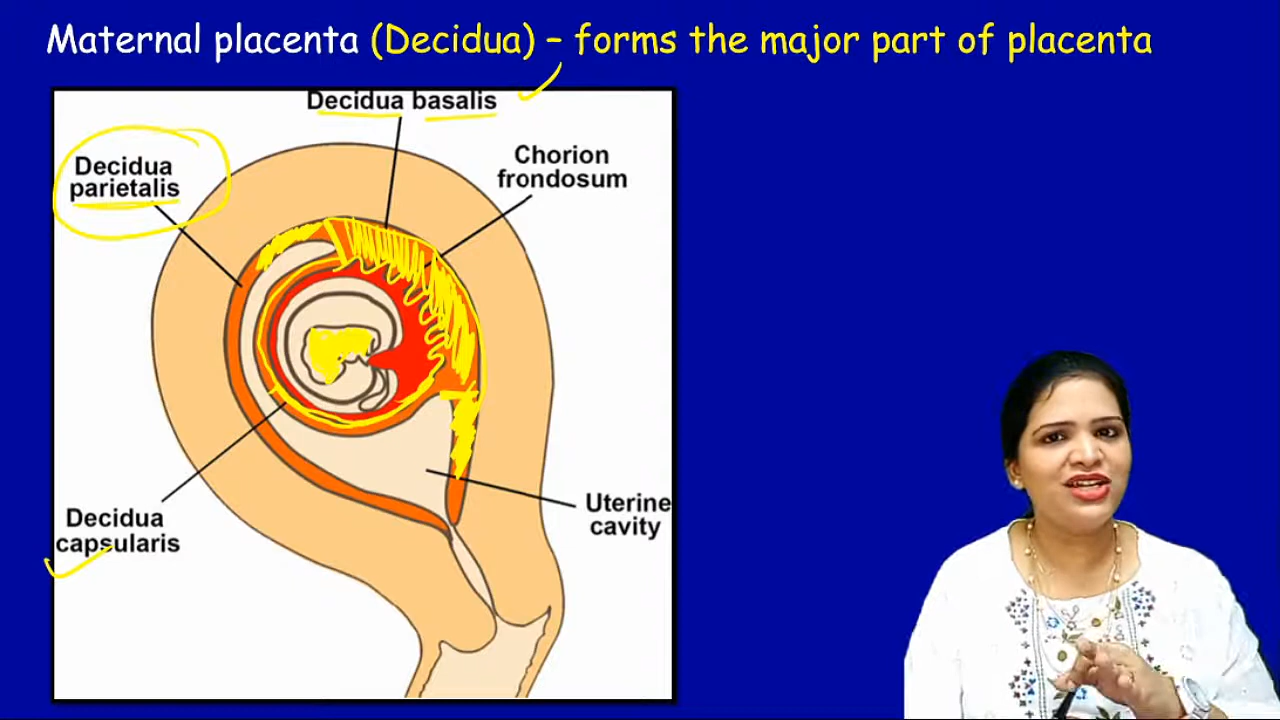 Maternal placenta (Decidua) – forms the major part of placenta
Decidua basalis
Decidua
parietalis
Chorion
frondosum
Decidua
capsularis
Uterine
cavity